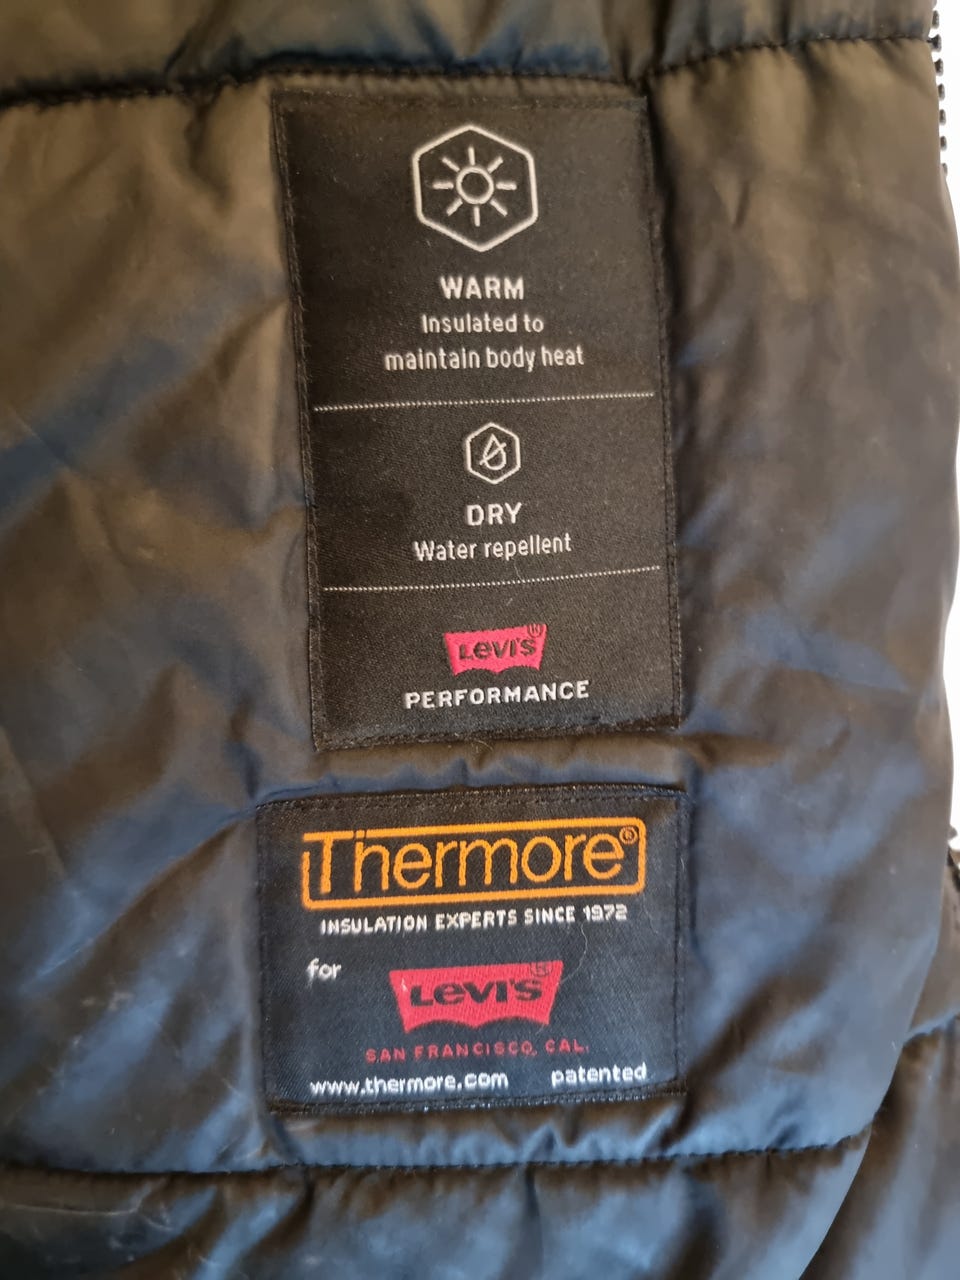 WARM
Insulated to
maintain body heat
DRY
Water repellent
LEVI'S®
PERFORMANCE
Thermore®
INSULATION EXPERTS SINCE 1972
for
LEVI'S®
SAN FRANCISCO, CAL.
www.thermore.com patented